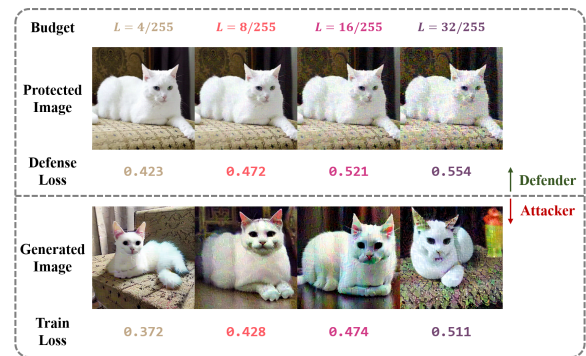 Budget L = 4/255 L = 8/255 L = 16/255 L = 32/255
Protected
Image
Defense
Loss 0.423 0.472 0.521 0.554
Defender
Attacker
Generated
Image
Train
Loss 0.372 0.428 0.474 0.511